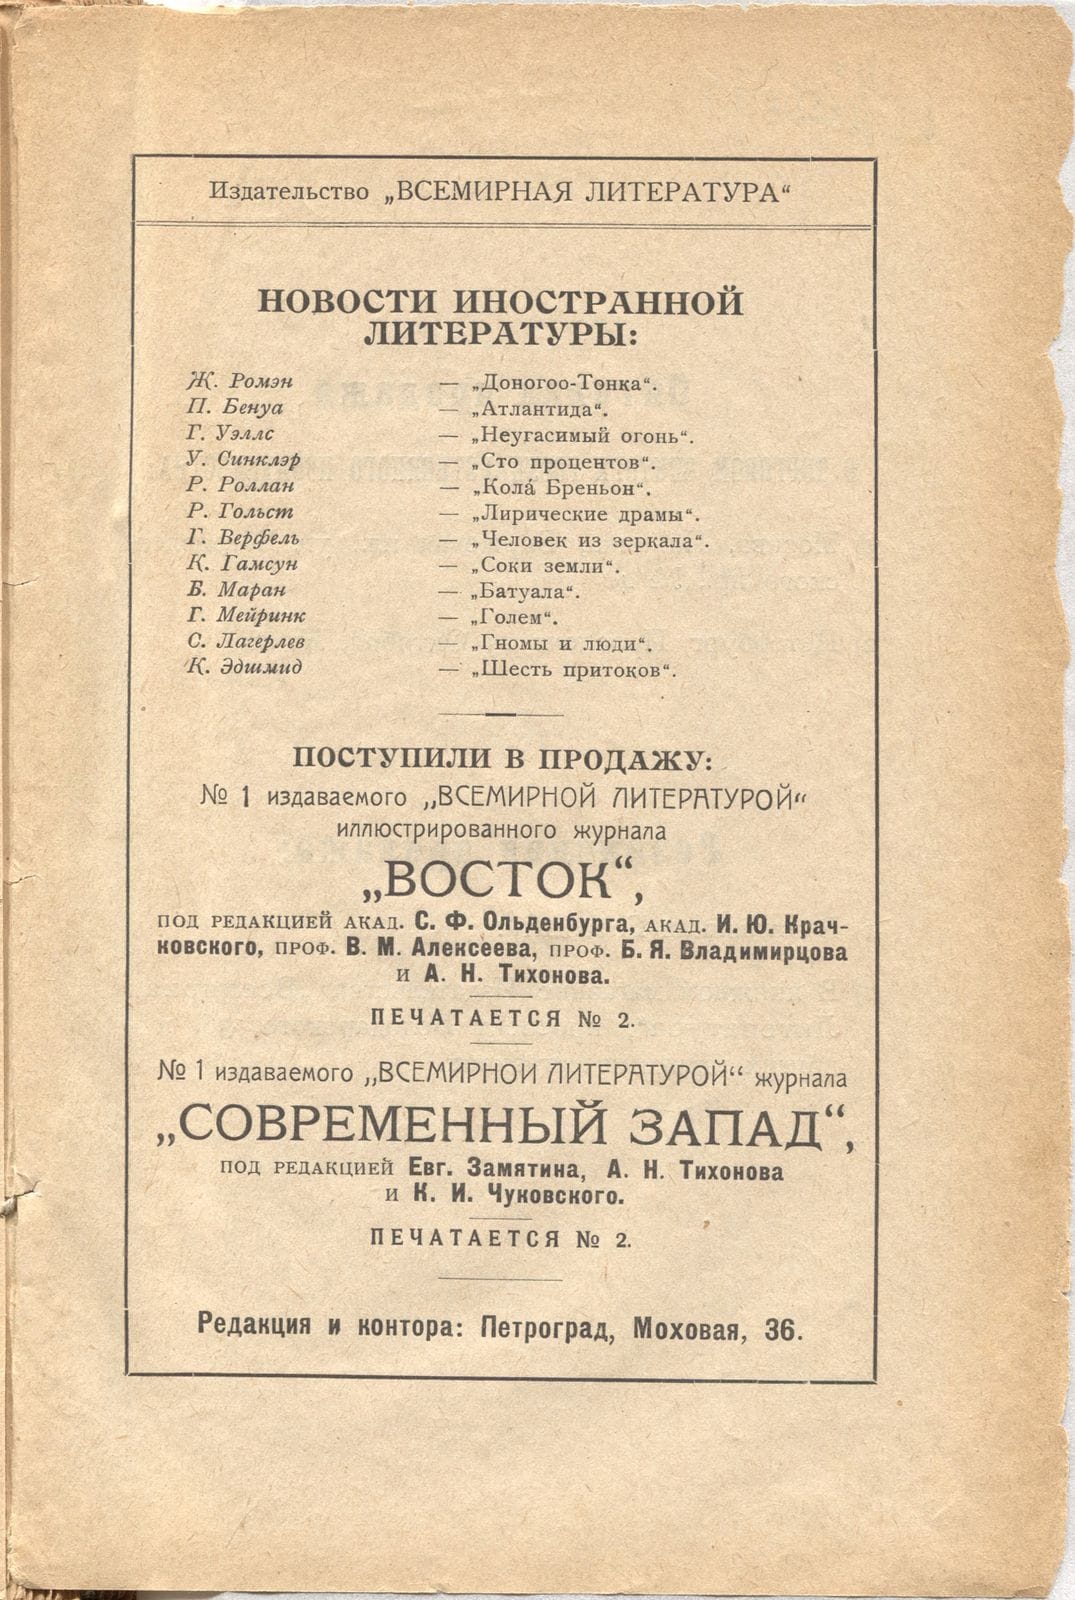 Издательство „ВСЕМИРНАЯ ЛИТЕРАТУРА“
НОВОСТИ ИНОСТРАННОЙ
ЛИТЕРАТУРЫ:
Ж. Ромэн — „Доногоо-Тонка“.
П. Бенуа — „Атлантида“.
Г. Уэллс — „Неугасимый огонь“.
У. Синклэр — „Сто процентов“.
Р. Роллан — „Кола́ Бреньон“.
Р. Гольст — „Лирические драмы“.
Г. Верфель — „Человек из зеркала“.
К. Гамсун — „Соки земли“.
Б. Маран — „Батуала“.
Г. Мейринк — „Голем“.
С. Лагерлев — „Гномы и люди“.
К. Эдшмид — „Шесть притоков“.
ПОСТУПИЛИ В ПРОДАЖУ:
№ 1 издаваемого „ВСЕМИРНОЙ ЛИТЕРАТУРОЙ“
иллюстрированного журнала
„ВОСТОК“,
ПОД РЕДАКЦИЕЙ АКАД. С. Ф. Ольденбурга, АКАД. И. Ю. Крач-
ковского, ПРОФ. В. М. Алексеева, ПРОФ. Б. Я. Владимирцова
И А. Н. Тихонова.
ПЕЧАТАЕТСЯ № 2.
№ 1 издаваемого „ВСЕМИРНОИ ЛИТЕРАТУРОЙ“ журнала
„СОВРЕМЕННЫЙ ЗАПАД“,
ПОД РЕДАКЦИЕЙ Евг. Замятина, А. Н. Тихонова
И К. И. Чуковского.
ПЕЧАТАЕТСЯ № 2.
Редакция и контора: Петроград, Моховая, 36.